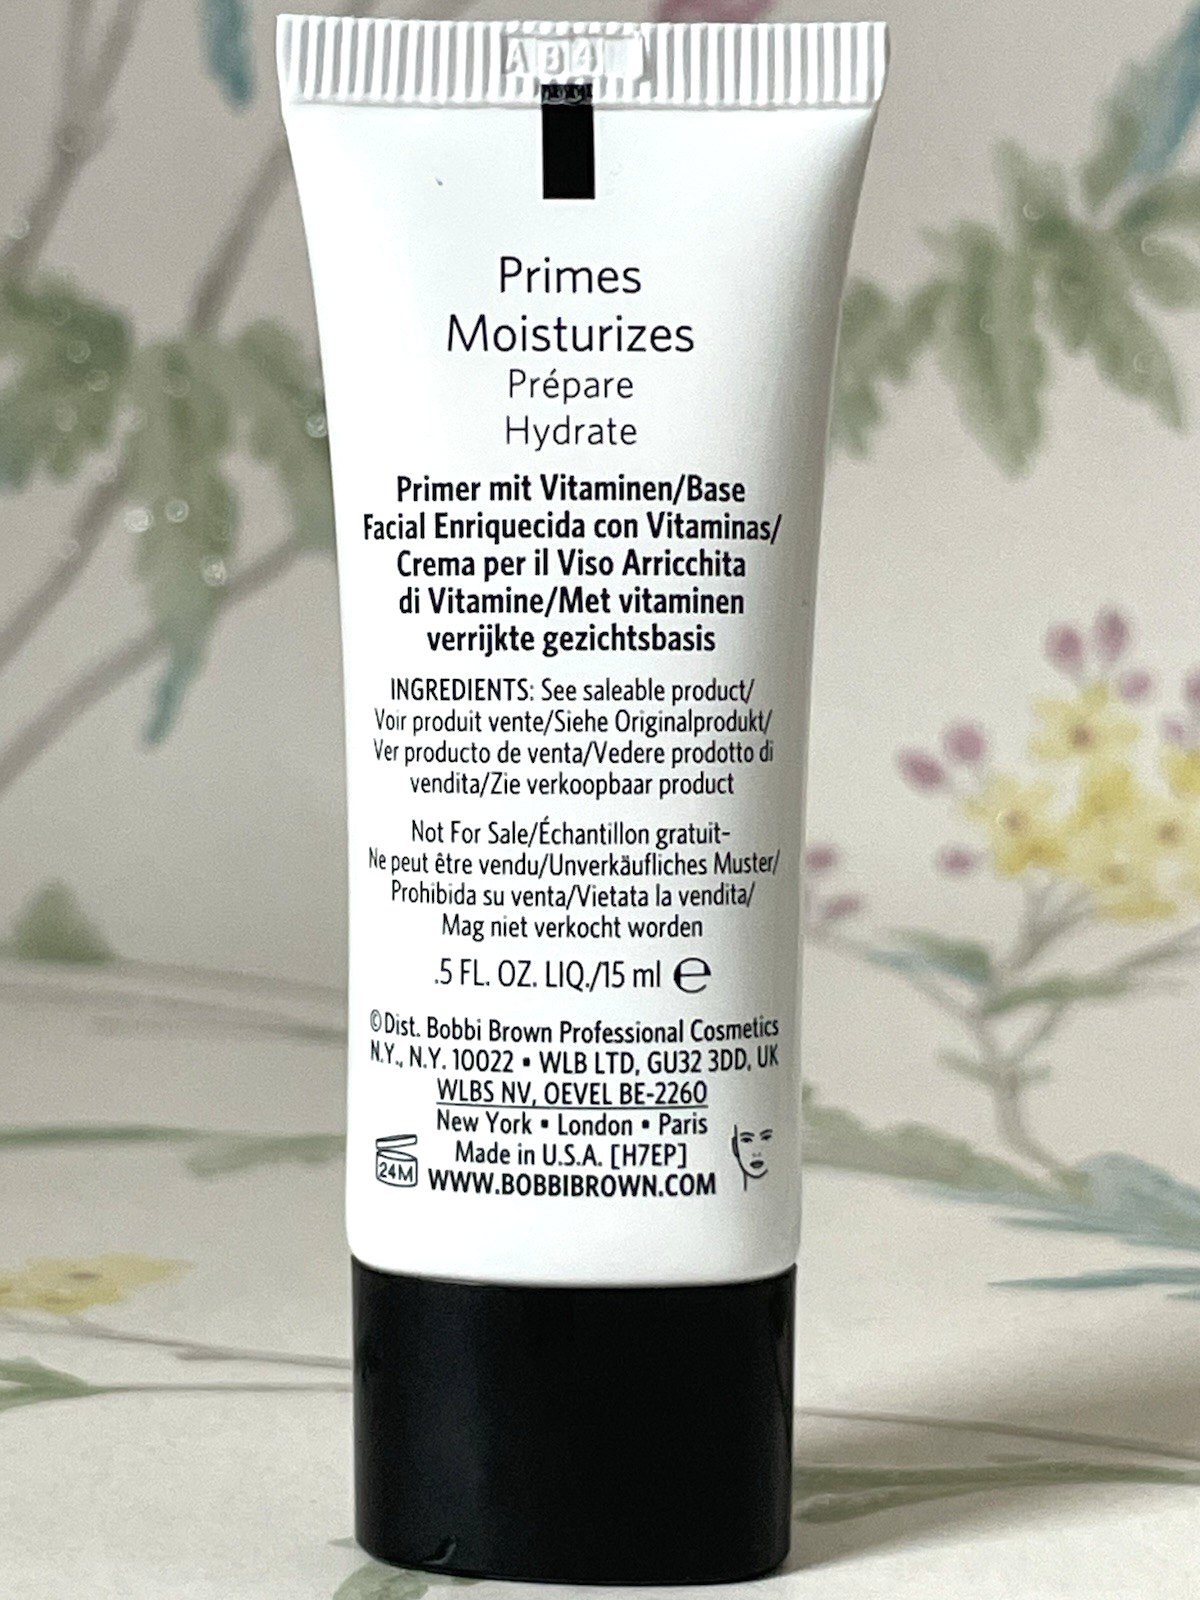 AB4
Primes
Moisturizes
Prépare
Hydrate
Primer mit Vitaminen/Base
Facial Enriquecida con Vitaminas/
Crema per il Viso Arricchita
di Vitamine/Met vitaminen
verrijkte gezichtsbasis
INGREDIENTS: See saleable product/
Voir produit vente/Siehe Originalprodukt/
Ver producto de venta/Vedere prodotto di
vendita/Zie verkoopbaar product
Not For Sale/Échantillon gratuit-
Ne peut être vendu/Unverkäufliches Muster/
Prohibida su venta/Vietata la vendita/
Mag niet verkocht worden
.5 FL. OZ. LIQ./15 ml ℮
©Dist. Bobbi Brown Professional Cosmetics
N.Y., N.Y. 10022 ▪ WLB LTD, GU32 3DD, UK
WLBS NV, OEVEL BE-2260
New York ▪ London ▪ Paris
Made in U.S.A. [H7EP]
24M
WWW.BOBBIBROWN.COM